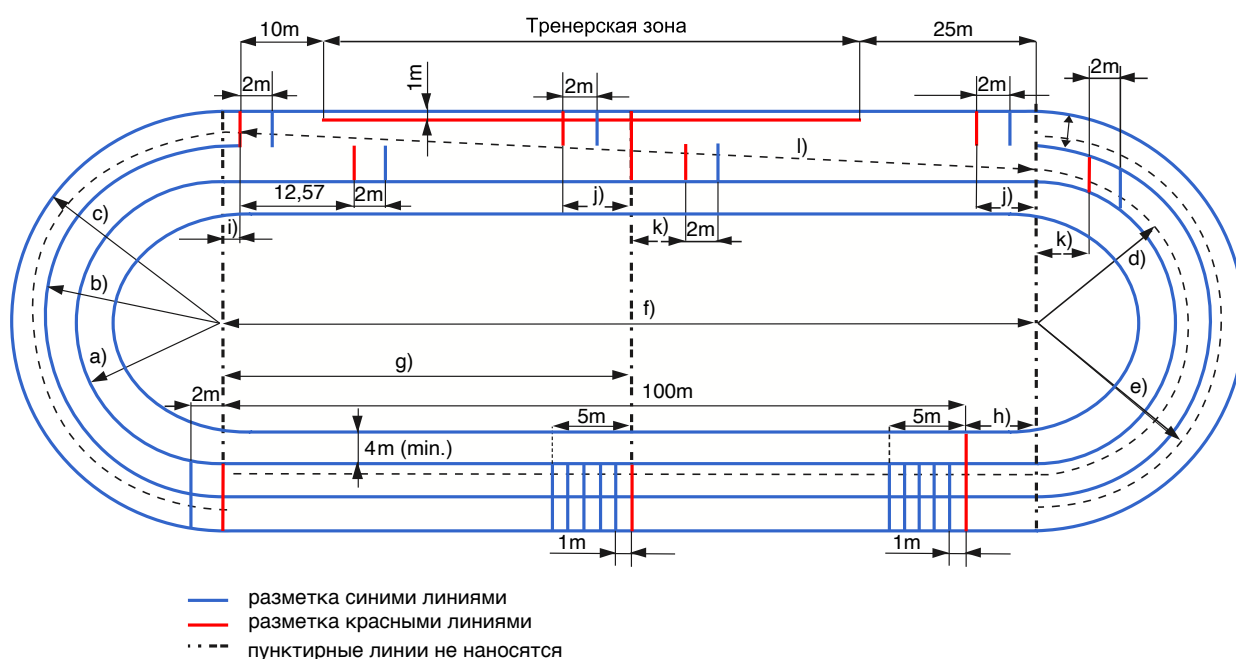 10m Тренерская зона 25m
2m 1m 2m 2m 2m
l)
12,57 2m j) j)
c) i) k) 2m k) d)
b) f)
a) g) e)
2m 100m
5m 5m h)
4m (min.)
1m 1m
разметка синими линиями
разметка красными линиями
пунктирные линии не наносятся